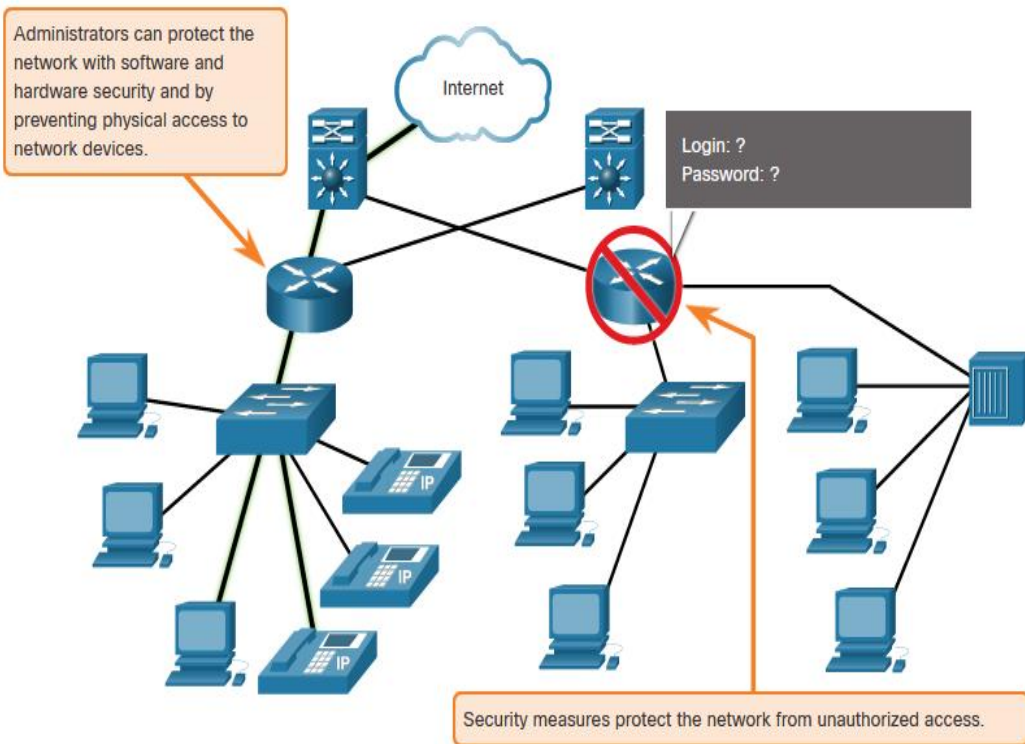 Administrators can protect the
network with software and
hardware security and by
preventing physical access to
network devices.
Internet
Login: ?
Password: ?
IP
IP
IP
Security measures protect the network from unauthorized access.